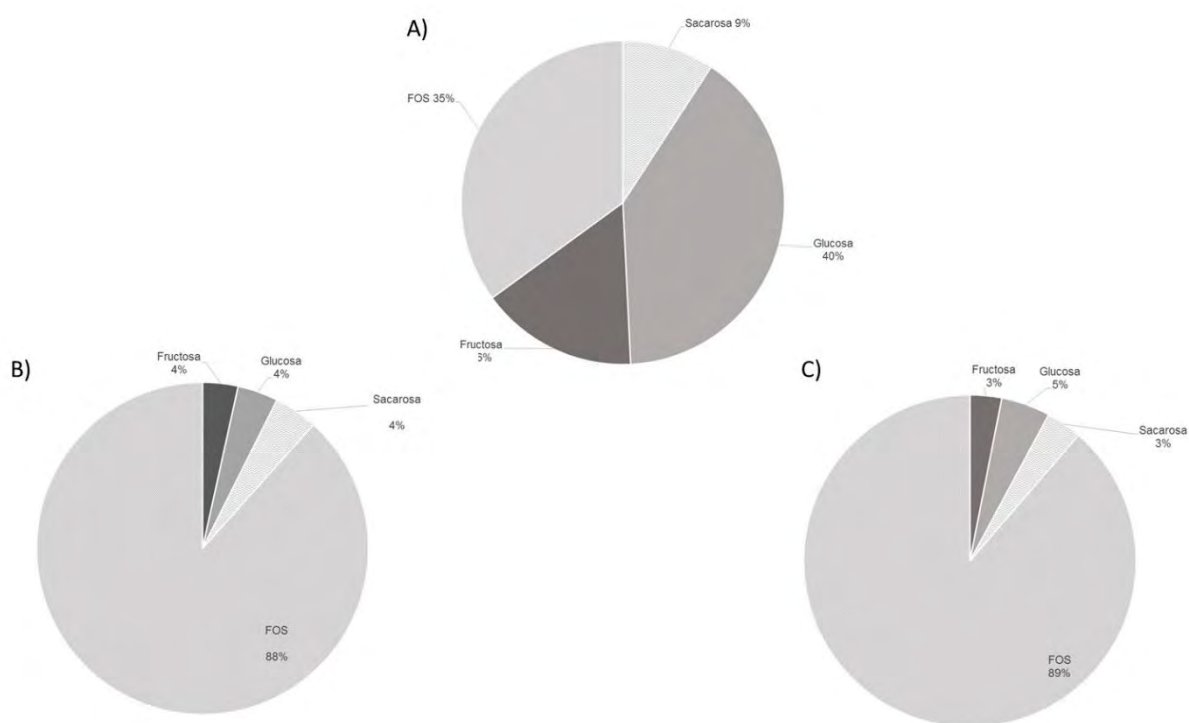 A)
Sacarosa 9%
FOS 35%
Glucosa
40%
Fructosa
B)
Fructosa
4%
Glucosa
4%
Sacarosa
4%
FOS
88%
C)
Fructosa
3%
Glucosa
5%
Sacarosa
3%
FOS
89%